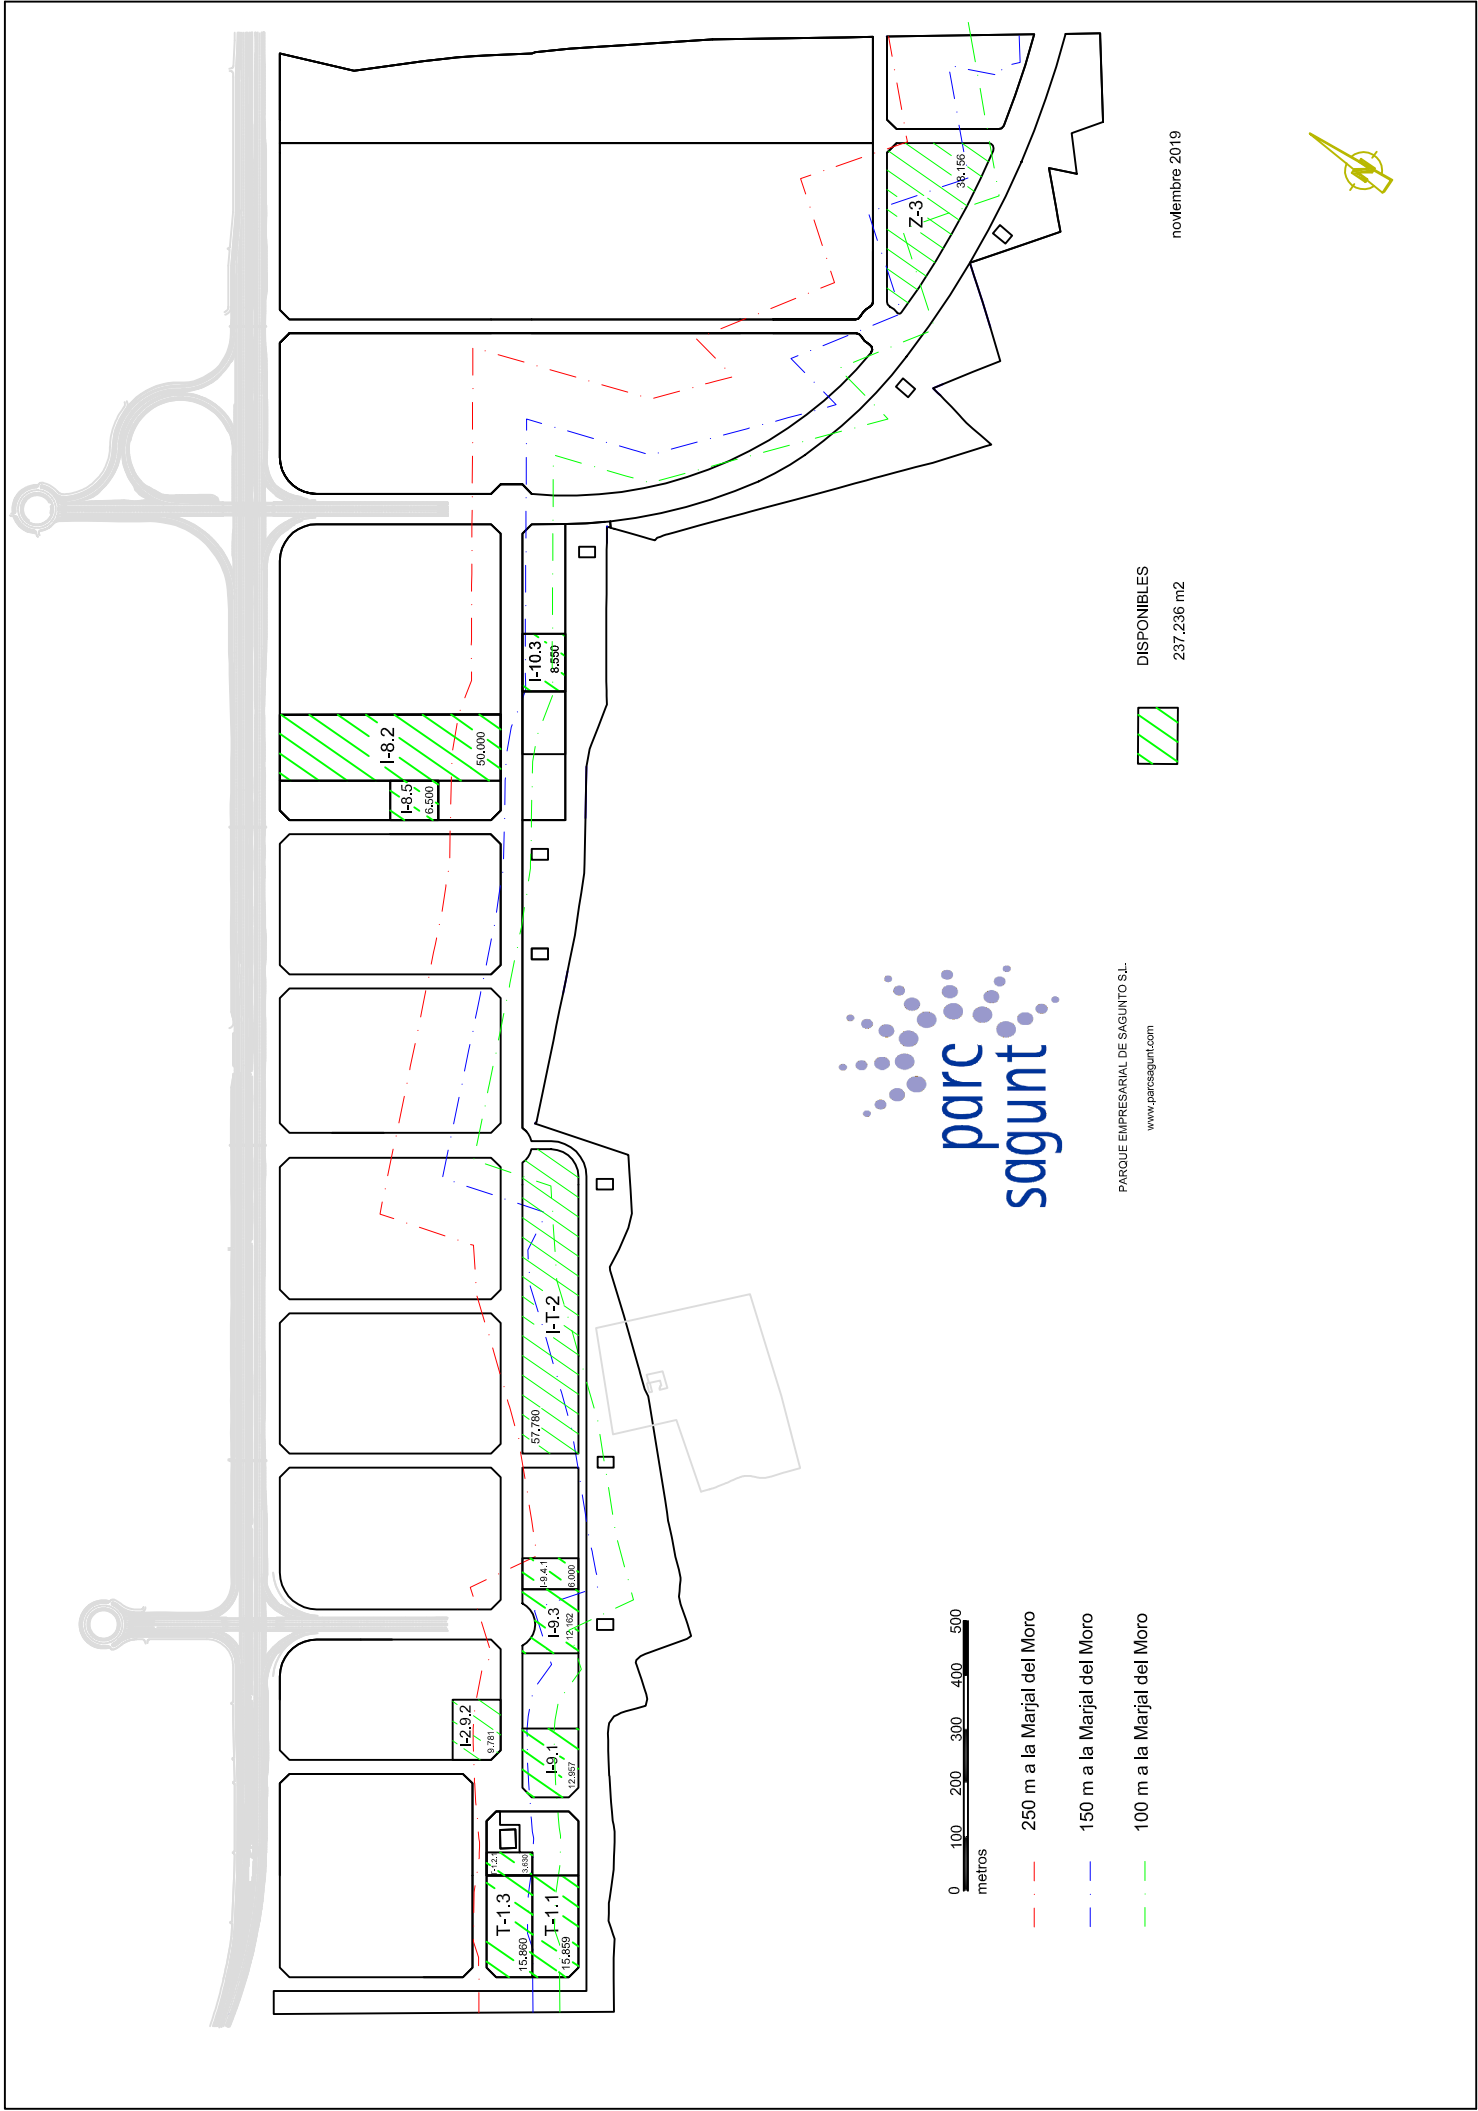 Z-3
38.156
I-10.3
8.550
I-8.2
50.000
I-8.5
6.500
I-T-2
57.780
I-9.4.1
6.000
I-9.3
12.162
I-2.9.2
9.781
I-9.1
12.957
3.630
T-1.3
15.860
T-1.1
15.859
0 100 200 300 400 500
metros
250 m a la Marjal del Moro
150 m a la Marjal del Moro
100 m a la Marjal del Moro
parc
sagunt
PARQUE EMPRESARIAL DE SAGUNTO S.L.
www.parcsagunt.com
DISPONIBLES
237.236 m2
noviembre 2019
N